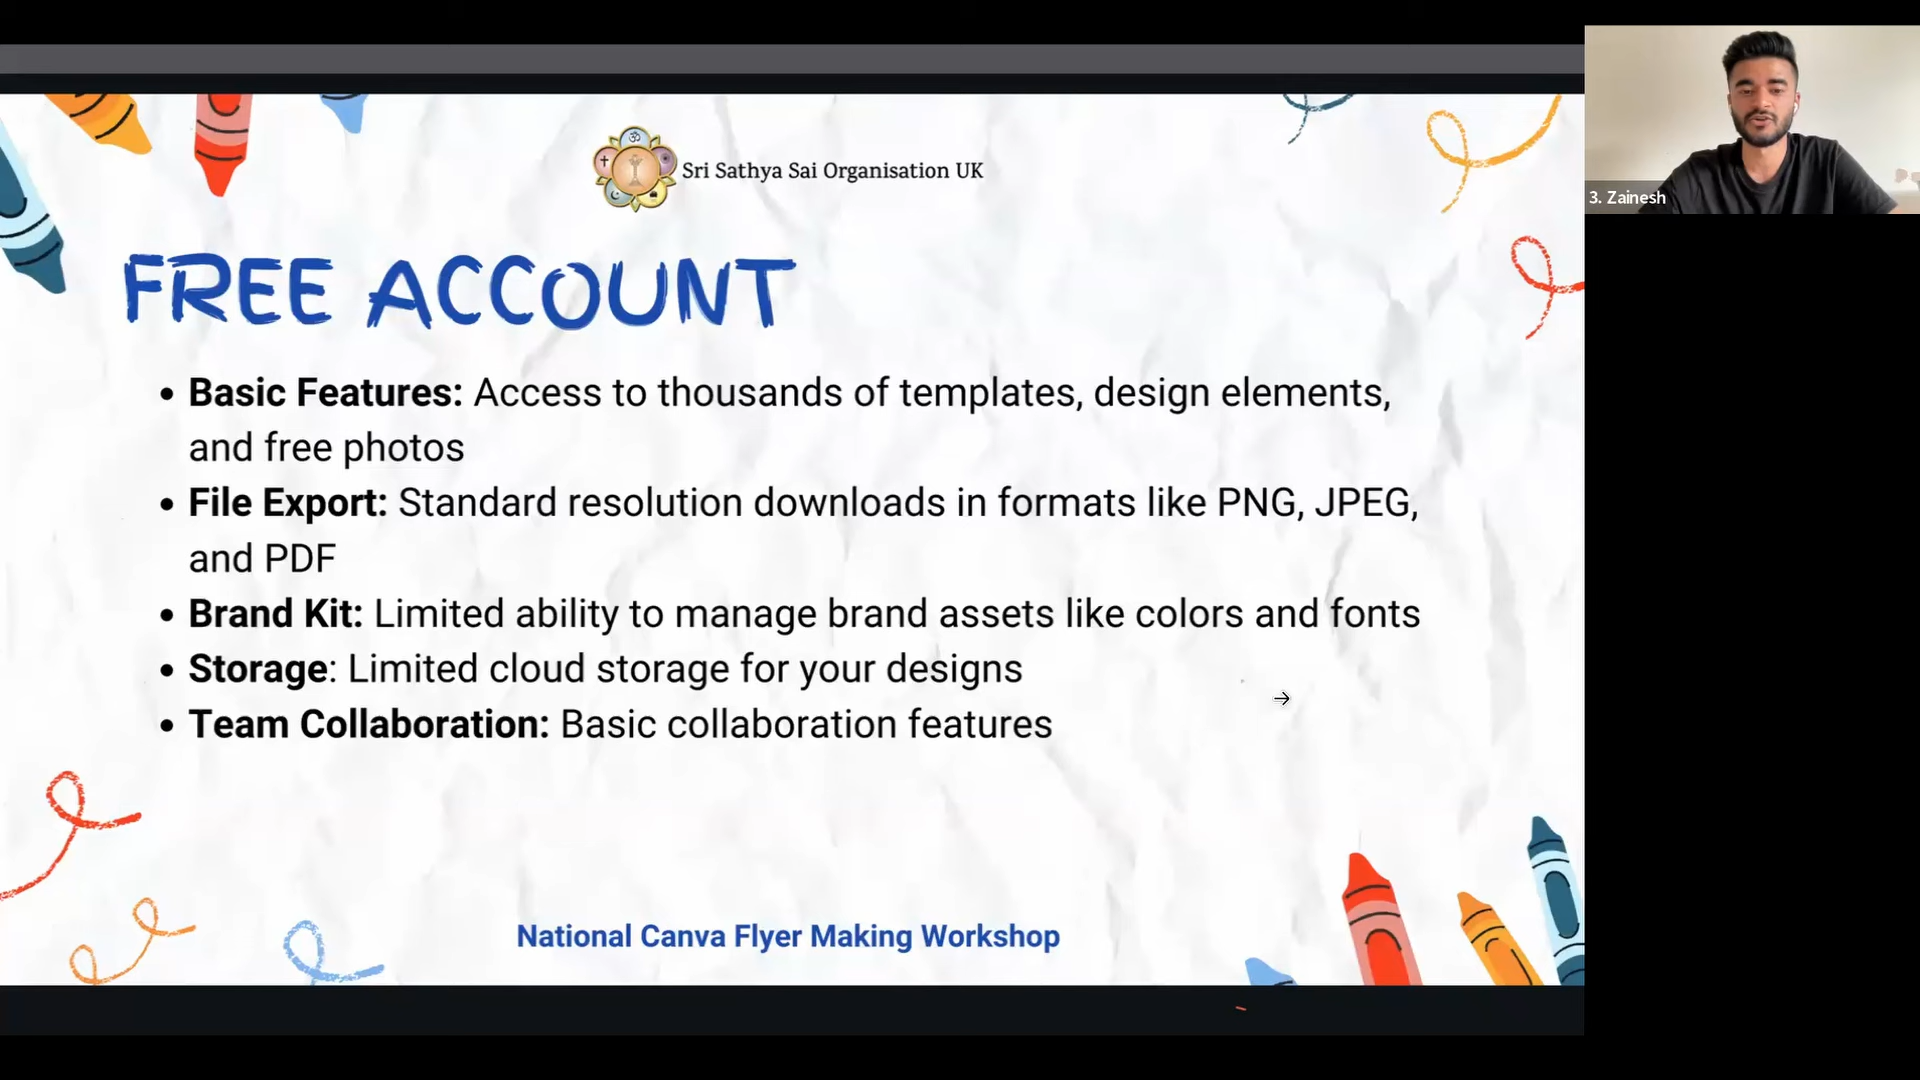 Sri Sathya Sai Organisation UK
3. Zainesh
FREE ACCOUNT
• Basic Features: Access to thousands of templates, design elements,
and free photos
• File Export: Standard resolution downloads in formats like PNG, JPEG,
and PDF
• Brand Kit: Limited ability to manage brand assets like colors and fonts
• Storage: Limited cloud storage for your designs
• Team Collaboration: Basic collaboration features
National Canva Flyer Making Workshop